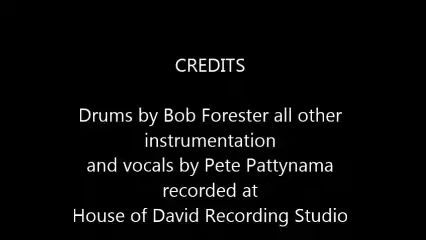 CREDITS
Drums by Bob Forester all other
instrumentation
and vocals by Pete Pattynama
recorded at
House of David Recording Studio